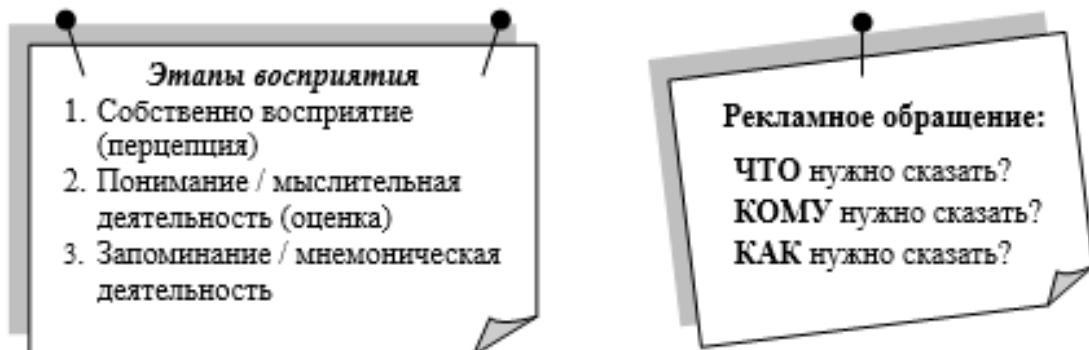 Этапы восприятия
1. Собственно восприятие
(перцепция)
2. Понимание / мыслительная
деятельность (оценка)
3. Запоминание / мнемоническая
деятельность
Рекламное обращение:
ЧТО нужно сказать?
КОМУ нужно сказать?
КАК нужно сказать?